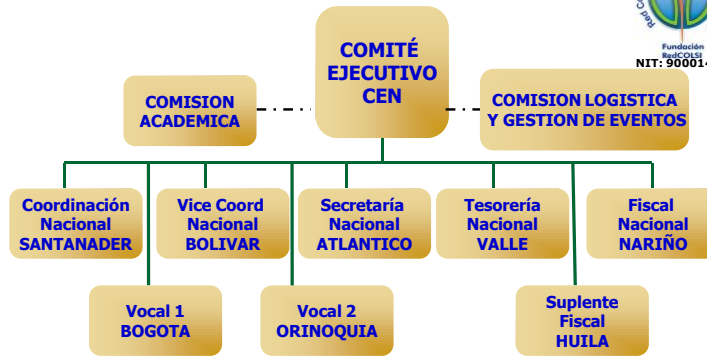 Red Co
Fundación
RedCOLSI
NIT: 900014
COMITÉ
EJECUTIVO
CEN
COMISION
ACADEMICA
COMISION LOGISTICA
Y GESTION DE EVENTOS
Coordinación
Nacional
SANTANADER
Vice Coord
Nacional
BOLIVAR
Secretaría
Nacional
ATLANTICO
Tesorería
Nacional
VALLE
Fiscal
Nacional
NARIÑO
Vocal 1
BOGOTA
Vocal 2
ORINOQUIA
Suplente
Fiscal
HUILA